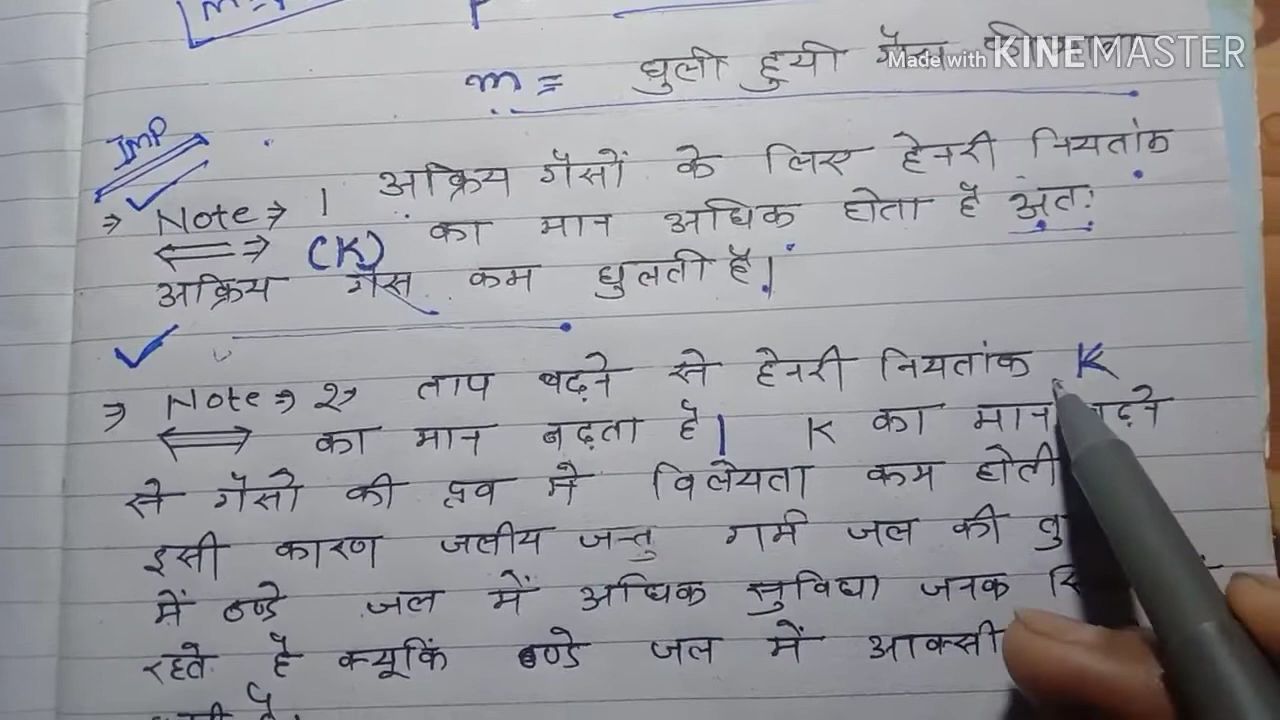 m = घुली हुयी गैस
Made with KINEMASTER
IMP
⇒ Note ⇒ 1 अक्रिय गैसों के लिए हेनरी नियतांक
(K) का मान अधिक होता है अंतः
अक्रिय गैस कम घुलती है।
⇒ Note ⇒ 2⇒ ताप बढ़ने से हेनरी नियतांक K
का मान बढ़ता है। K का मान बढ़ने
से गैसो की द्रव मे विलेयता कम होती
इसी कारण जलीय जन्तु गर्म जल की
में ठण्डे जल में अधिक सुविधा जनक
रहते है क्यूकिं ठण्डे जल में आक्सी